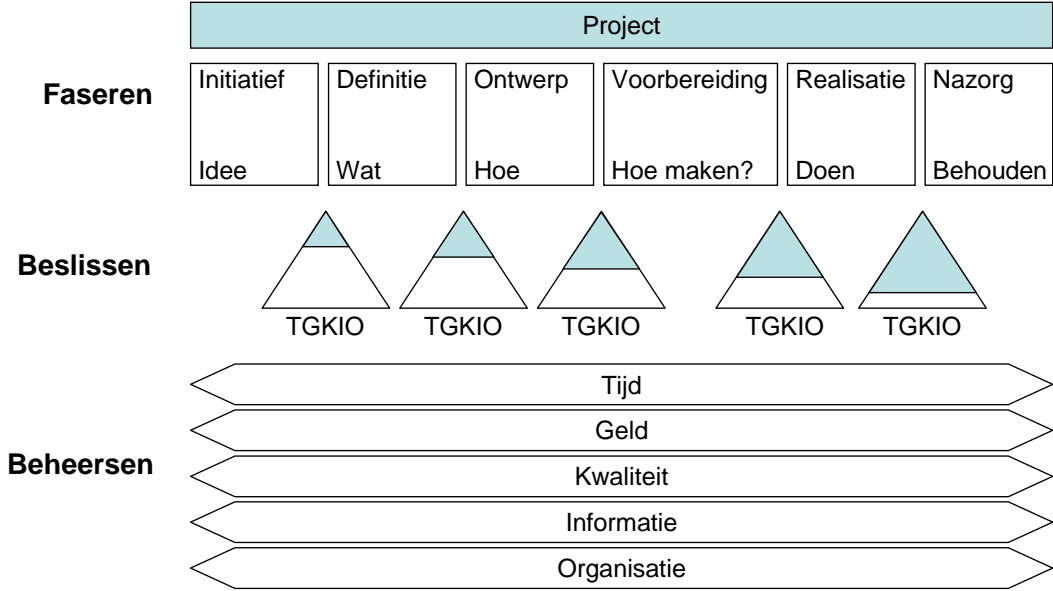 Project
Faseren
Initiatief
Idee
Definitie
Wat
Ontwerp
Hoe
Voorbereiding
Hoe maken?
Realisatie
Doen
Nazorg
Behouden
Beslissen
TGKIO
TGKIO
TGKIO
TGKIO
TGKIO
Beheersen
Tijd
Geld
Kwaliteit
Informatie
Organisatie